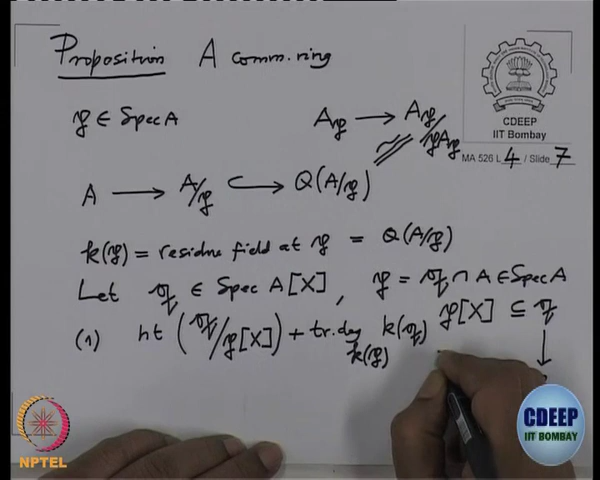 Proposition A comm. ring
𝔭 ∈ Spec A
A𝔭 → A𝔭/𝔭A𝔭
CDEEP
IIT Bombay
MA 526 L 4 / Slide 7
A → A/𝔭 ↪ Q(A/𝔭)
k(𝔭) = residue field at 𝔭 = Q(A/𝔭)
Let 𝔮 ∈ Spec A[X], 𝔭 = 𝔮 ∩ A ∈ Spec A
(1) ht (𝔮/𝔭[X]) + tr.deg k(𝔮) 𝔭[X] ⊆ 𝔮
k(𝔭)
NPTEL
CDEEP
IIT BOMBAY